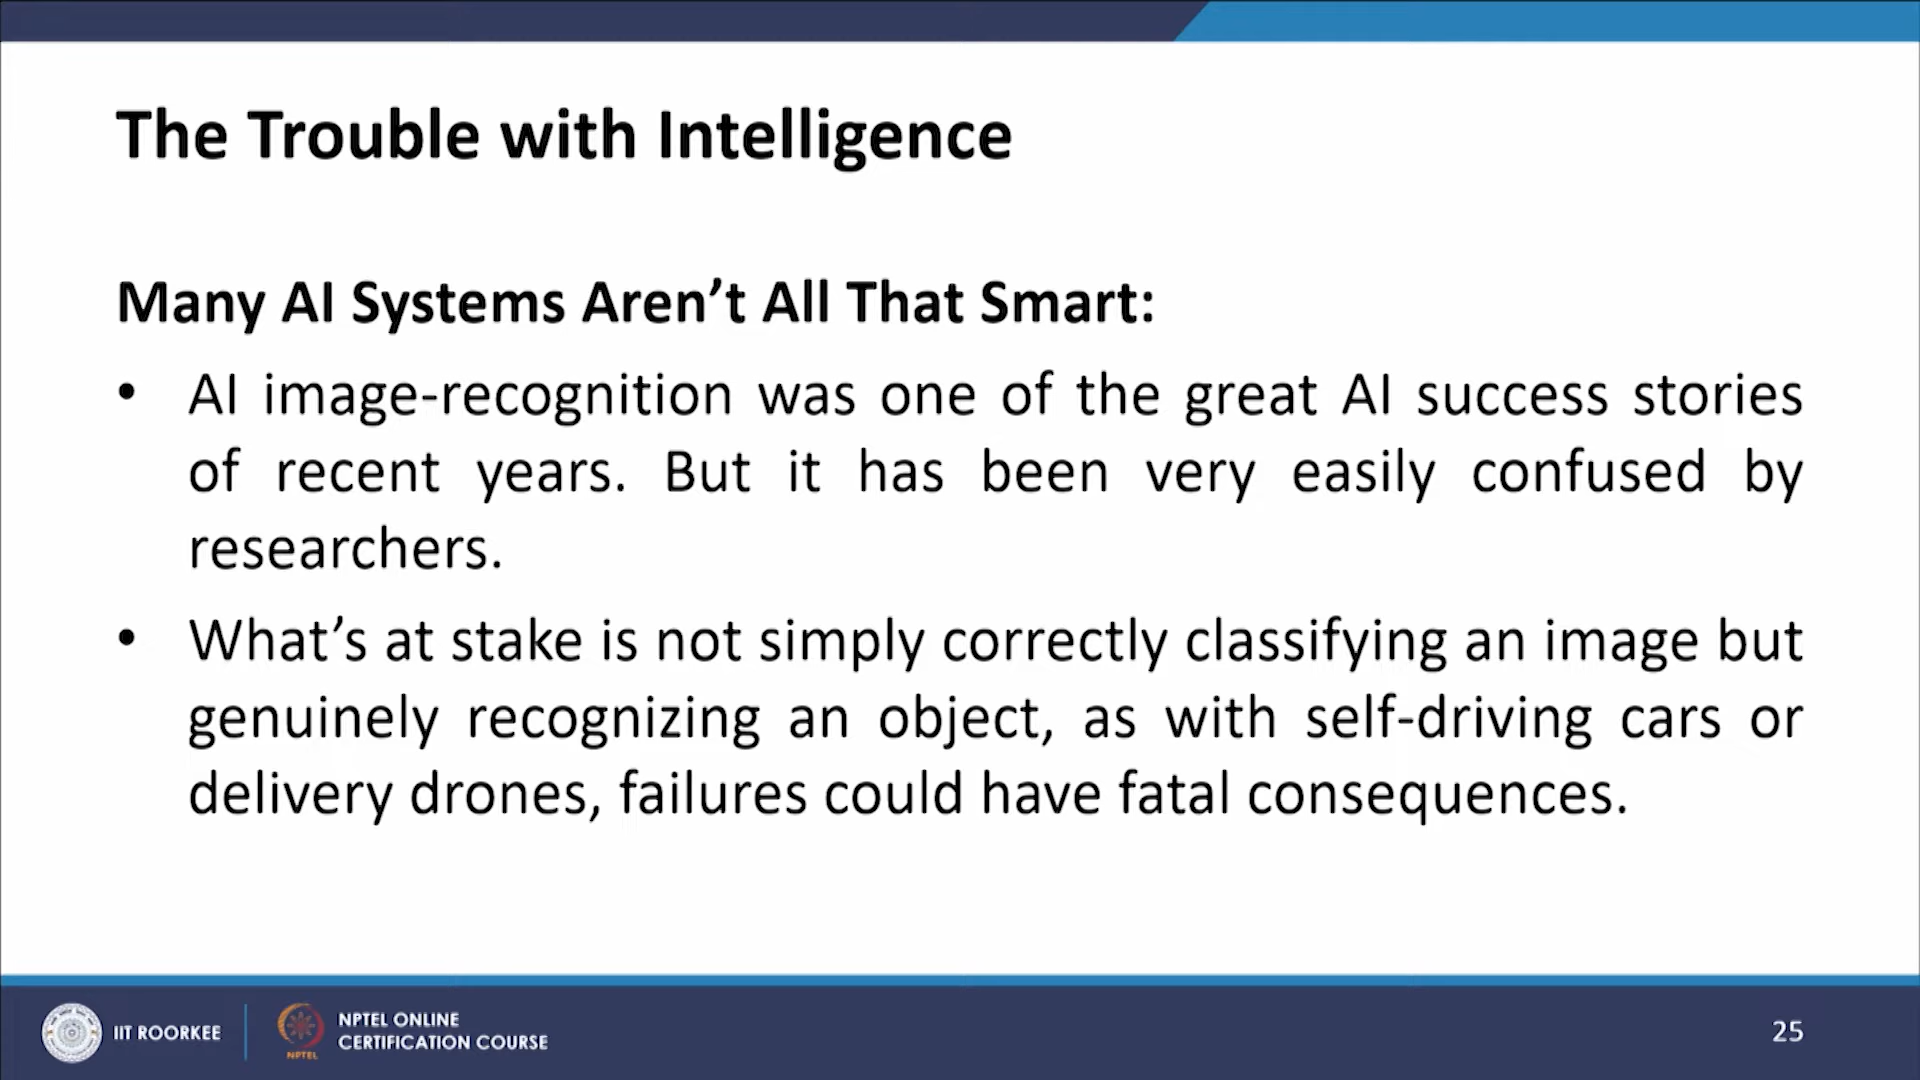 The Trouble with Intelligence
Many AI Systems Aren’t All That Smart:
• AI image-recognition was one of the great AI success stories
of recent years. But it has been very easily confused by
researchers.
• What’s at stake is not simply correctly classifying an image but
genuinely recognizing an object, as with self-driving cars or
delivery drones, failures could have fatal consequences.
IIT ROORKEE
NPTEL
NPTEL ONLINE
CERTIFICATION COURSE
25